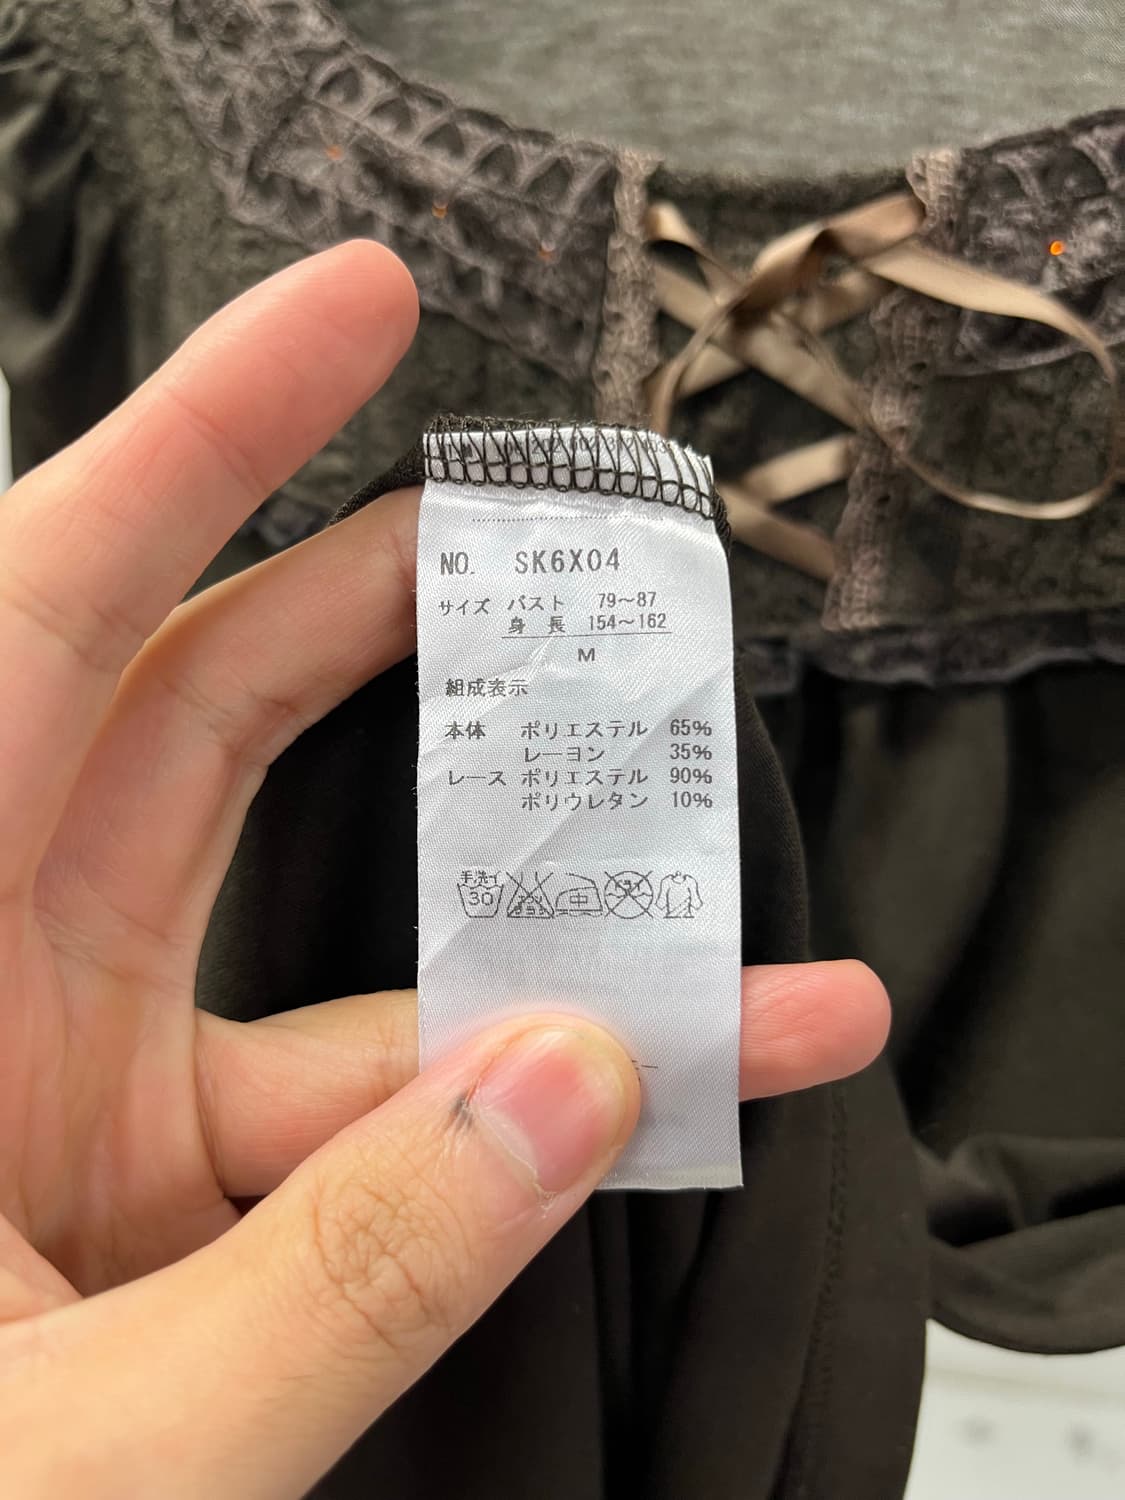 NO. SK6X04
サイズ バスト 79～87
身 長 154～162
M
組成表示
本体 ポリエステル 65%
レーヨン 35%
レース ポリエステル 90%
ポリウレタン 10%
手洗イ
30
中